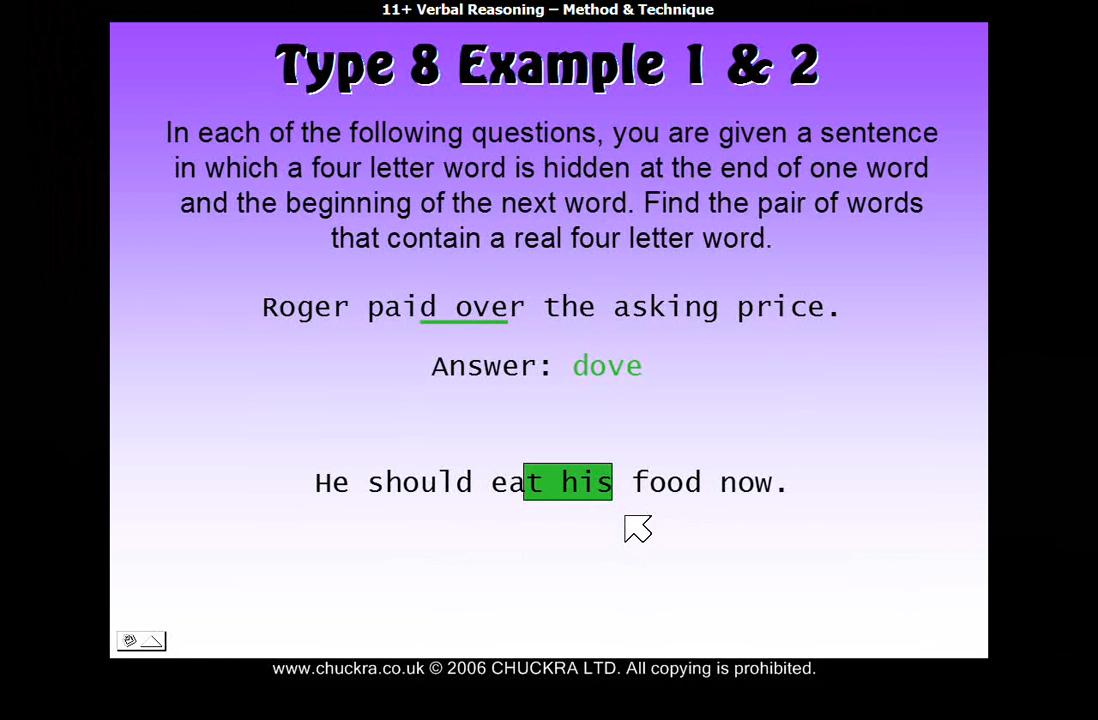 11+ Verbal Reasoning – Method & Technique
Type 8 Example 1 & 2
In each of the following questions, you are given a sentence
in which a four letter word is hidden at the end of one word
and the beginning of the next word. Find the pair of words
that contain a real four letter word.
Roger paid over the asking price.
Answer: dove
He should eat his food now.
www.chuckra.co.uk © 2006 CHUCKRA LTD. All copying is prohibited.